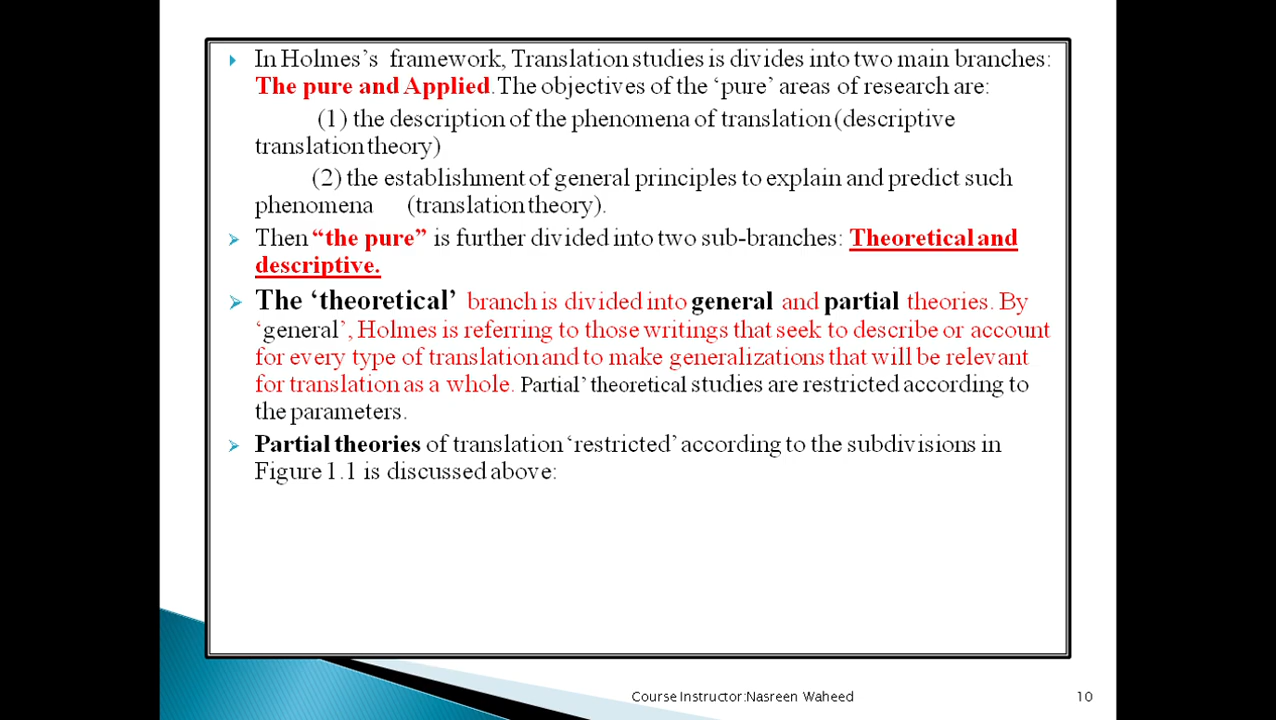 In Holmes's framework, Translation studies is divides into two main branches:
The pure and Applied.The objectives of the 'pure' areas of research are:
(1) the description of the phenomena of translation (descriptive
translation theory)
(2) the establishment of general principles to explain and predict such
phenomena (translation theory).
Then “the pure” is further divided into two sub-branches: Theoretical and
descriptive.
The ‘theoretical’ branch is divided into general and partial theories. By
‘general’, Holmes is referring to those writings that seek to describe or account
for every type of translation and to make generalizations that will be relevant
for translation as a whole. Partial’ theoretical studies are restricted according to
the parameters.
Partial theories of translation ‘restricted’ according to the subdivisions in
Figure 1.1 is discussed above:
Course Instructor:Nasreen Waheed
10